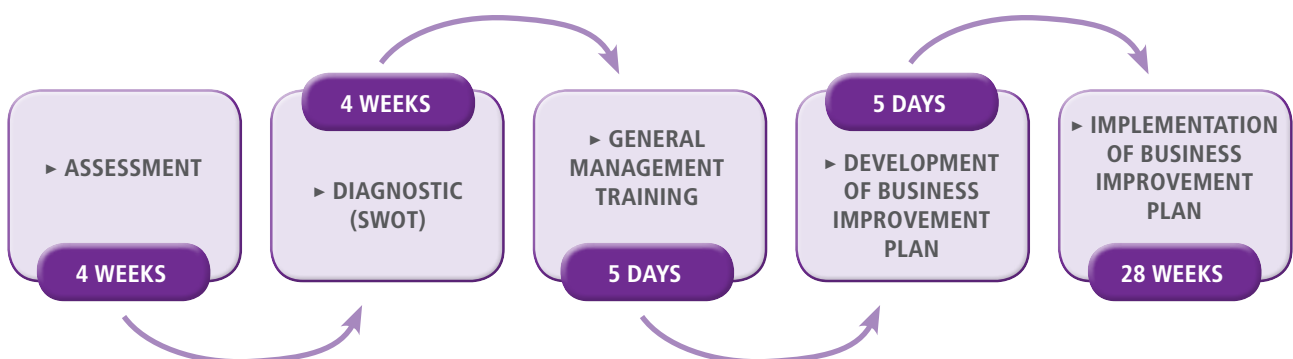 ► ASSESSMENT
4 WEEKS
4 WEEKS
► DIAGNOSTIC
(SWOT)
► GENERAL
MANAGEMENT
TRAINING
5 DAYS
5 DAYS
► DEVELOPMENT
OF BUSINESS
IMPROVEMENT
PLAN
► IMPLEMENTATION
OF BUSINESS
IMPROVEMENT
PLAN
28 WEEKS